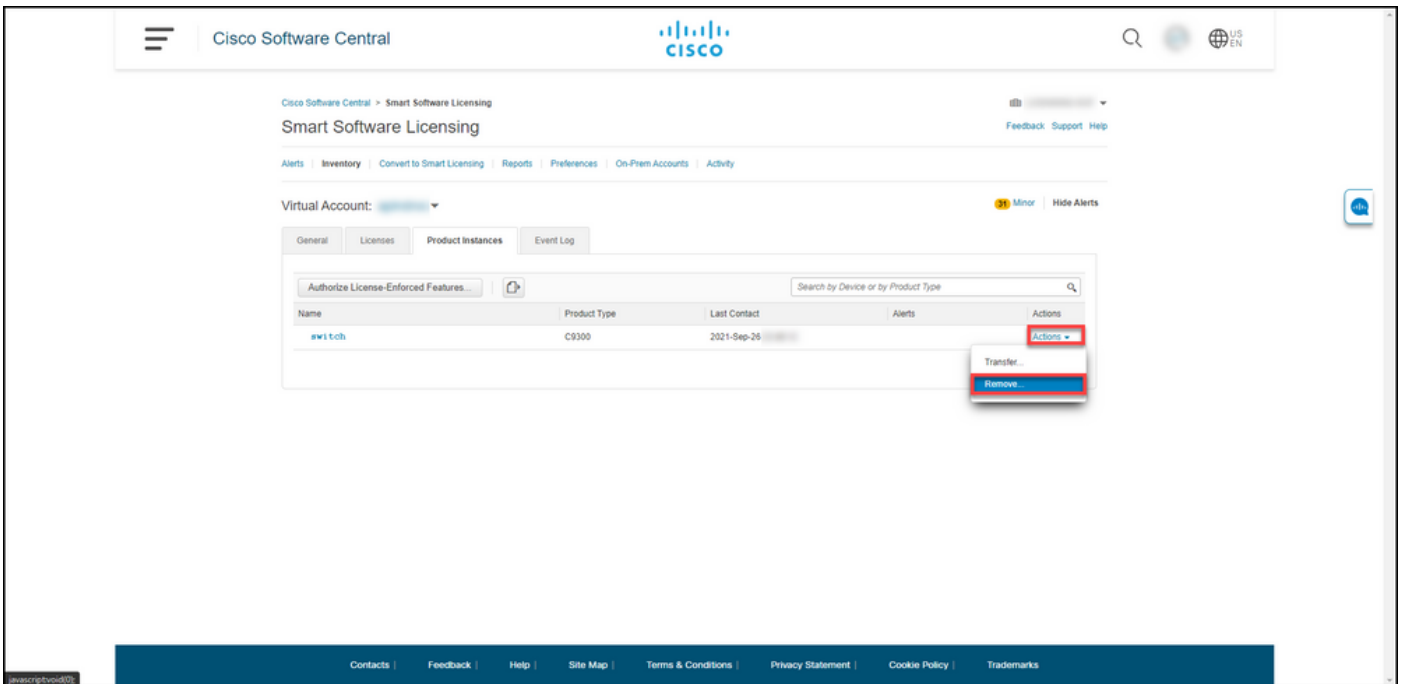 Cisco Software Central
CISCO
US
EN
Cisco Software Central > Smart Software Licensing
Smart Software Licensing
Feedback Support Help
Alerts | Inventory | Convert to Smart Licensing | Reports | Preferences | On-Prem Accounts | Activity
Virtual Account:
31 Minor | Hide Alerts
General Licenses Product Instances Event Log
Authorize License-Enforced Features...
Search by Device or by Product Type
Name Product Type Last Contact Alerts Actions
switch C9300 2021-Sep-26 Actions
Transfer...
Remove...
Contacts | Feedback | Help | Site Map | Terms & Conditions | Privacy Statement | Cookie Policy | Trademarks
javascript:void(0);